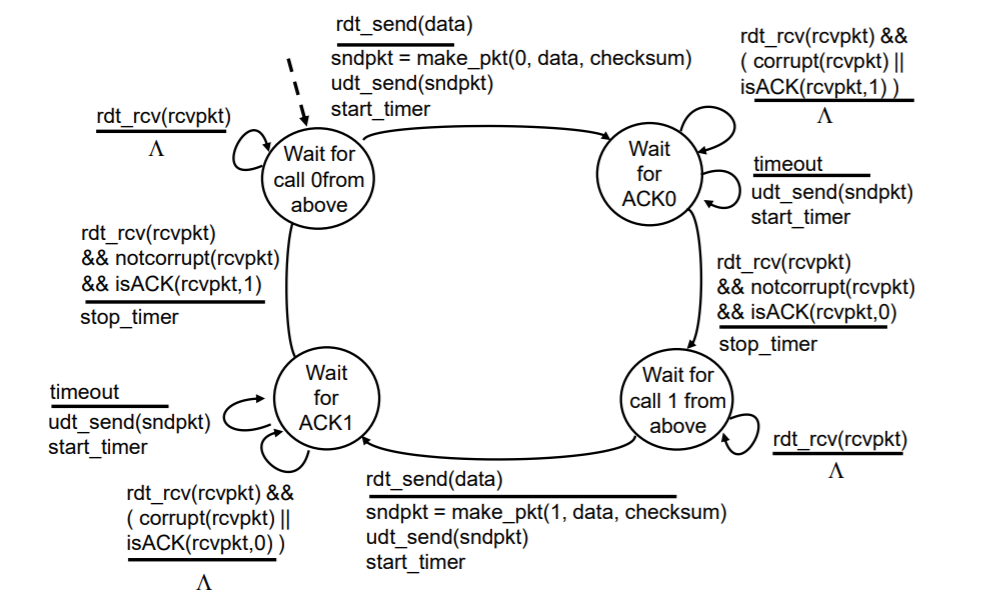 rdt_send(data)
sndpkt = make_pkt(0, data, checksum)
udt_send(sndpkt)
start_timer
rdt_rcv(rcvpkt) &&
( corrupt(rcvpkt) ||
isACK(rcvpkt,1) )
Λ
rdt_rcv(rcvpkt)
Λ
Wait for
call 0from
above
Wait
for
ACK0
timeout
udt_send(sndpkt)
start_timer
rdt_rcv(rcvpkt)
&& notcorrupt(rcvpkt)
&& isACK(rcvpkt,1)
stop_timer
rdt_rcv(rcvpkt)
&& notcorrupt(rcvpkt)
&& isACK(rcvpkt,0)
stop_timer
timeout
udt_send(sndpkt)
start_timer
Wait
for
ACK1
Wait for
call 1 from
above
rdt_rcv(rcvpkt)
Λ
rdt_rcv(rcvpkt) &&
( corrupt(rcvpkt) ||
isACK(rcvpkt,0) )
Λ
rdt_send(data)
sndpkt = make_pkt(1, data, checksum)
udt_send(sndpkt)
start_timer